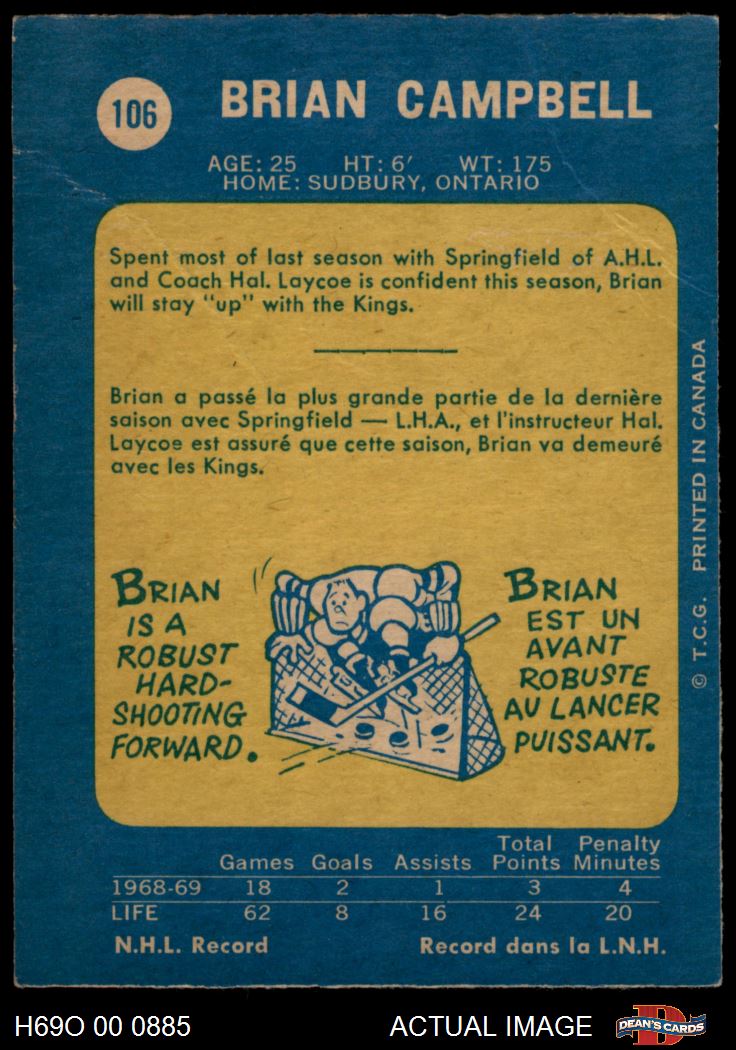 106
BRIAN CAMPBELL
AGE: 25 HT: 6′ WT: 175
HOME: SUDBURY, ONTARIO
Spent most of last season with Springfield of A.H.L.
and Coach Hal. Laycoe is confident this season, Brian
will stay "up" with the Kings.
Brian a passé la plus grande partie de la dernière
saison avec Springfield — L.H.A., et l'instructeur Hal.
Laycoe est assuré que cette saison, Brian va demeuré
avec les Kings.
BRIAN
IS A
ROBUST
HARD-
SHOOTING
FORWARD.
BRIAN
EST UN
AVANT
ROBUSTE
AU LANCER
PUISSANT.
© T.C.G. PRINTED IN CANADA
Total Penalty
Games Goals Assists Points Minutes
1968-69 18 2 1 3 4
LIFE 62 8 16 24 20
N.H.L. Record Record dans la L.N.H.
H69O 00 0885 ACTUAL IMAGE D DEAN'S CARDS